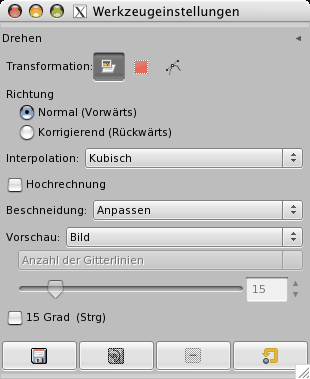 Werkzeugeinstellungen
Drehen
Transformation:
Richtung
Normal (Vorwärts)
Korrigierend (Rückwärts)
Interpolation: Kubisch
Hochrechnung
Beschneidung: Anpassen
Vorschau: Bild
Anzahl der Gitterlinien
15
15 Grad (Strg)